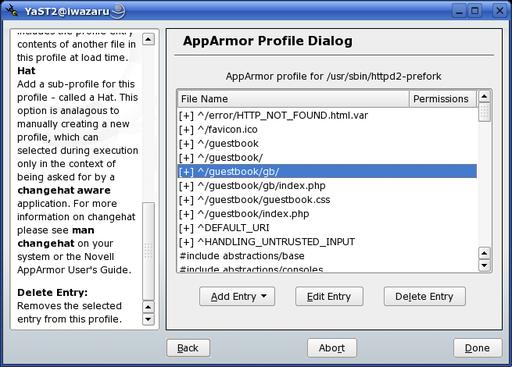 YaST2@iwazaru
includes the profile entry
contents of another file in
this profile at load time.
Hat
Add a sub-profile for this
profile - called a Hat. This
option is analagous to
manually creating a new
profile, which can
selected during execution
only in the context of
being asked for by a
changehat aware
application. For more
information on changehat
please see man
changehat on your
system or the Novell
AppArmor User's Guide.
Delete Entry:
Removes the selected
entry from this profile.
AppArmor Profile Dialog
AppArmor profile for /usr/sbin/httpd2-prefork
File Name Permissions
[+] ^/error/HTTP_NOT_FOUND.html.var
[+] ^/favicon.ico
[+] ^/guestbook
[+] ^/guestbook/
[+] ^/guestbook/gb/
[+] ^/guestbook/gb/index.php
[+] ^/guestbook/guestbook.css
[+] ^/guestbook/index.php
[+] ^DEFAULT_URI
[+] ^HANDLING_UNTRUSTED_INPUT
#include abstractions/base
#include abstractions/consoles
Add Entry Edit Entry Delete Entry
Back Abort Done